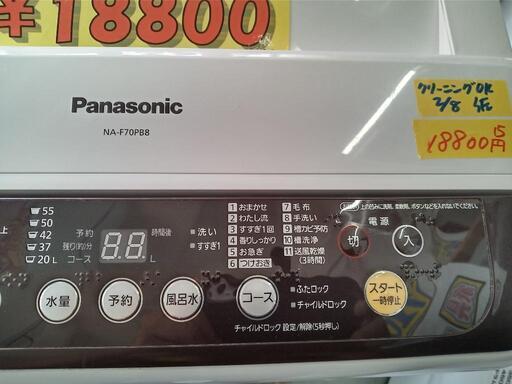 ¥18800
Panasonic
NA-F70PB8
クリーニングOK
18800円
上
55
50
42
37
20L
予約
残り(約)分
コース
88
時間後
L
洗い
すすぎ1
1 おまかせ
2 わたし流
3 すすぎ1回
4 香りしっかり
5 お急ぎ
6 つけおき
7 毛布
8 手洗い
9 槽カビ予防
10 槽洗浄
11 送風乾燥
(3時間)
電源
切
入
水量
予約
風呂水
コース
ふたロック
チャイルドロック
スタート
一時停止
チャイルドロック 設定/解除(5秒押し)